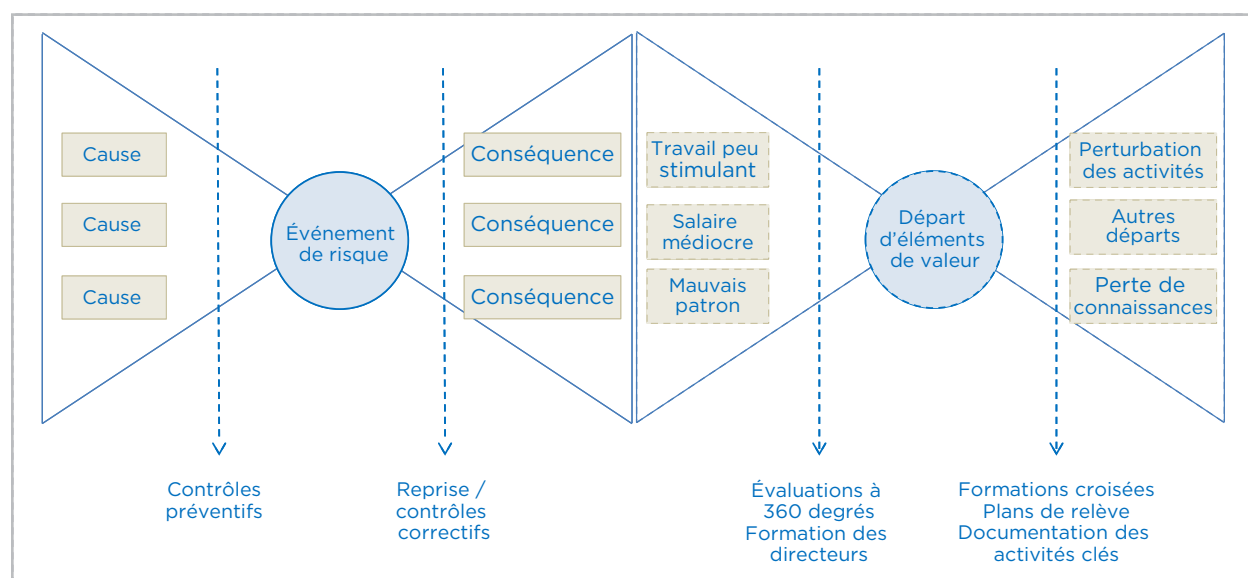 Cause
Cause
Cause
Événement
de risque
Conséquence
Conséquence
Conséquence
Contrôles
préventifs
Reprise /
contrôles
correctifs
Travail peu
stimulant
Salaire
médiocre
Mauvais
patron
Départ
d'éléments
de valeur
Perturbation
des activités
Autres
départs
Perte de
connaissances
Évaluations à
360 degrés
Formation des
directeurs
Formations croisées
Plans de relève
Documentation des
activités clés